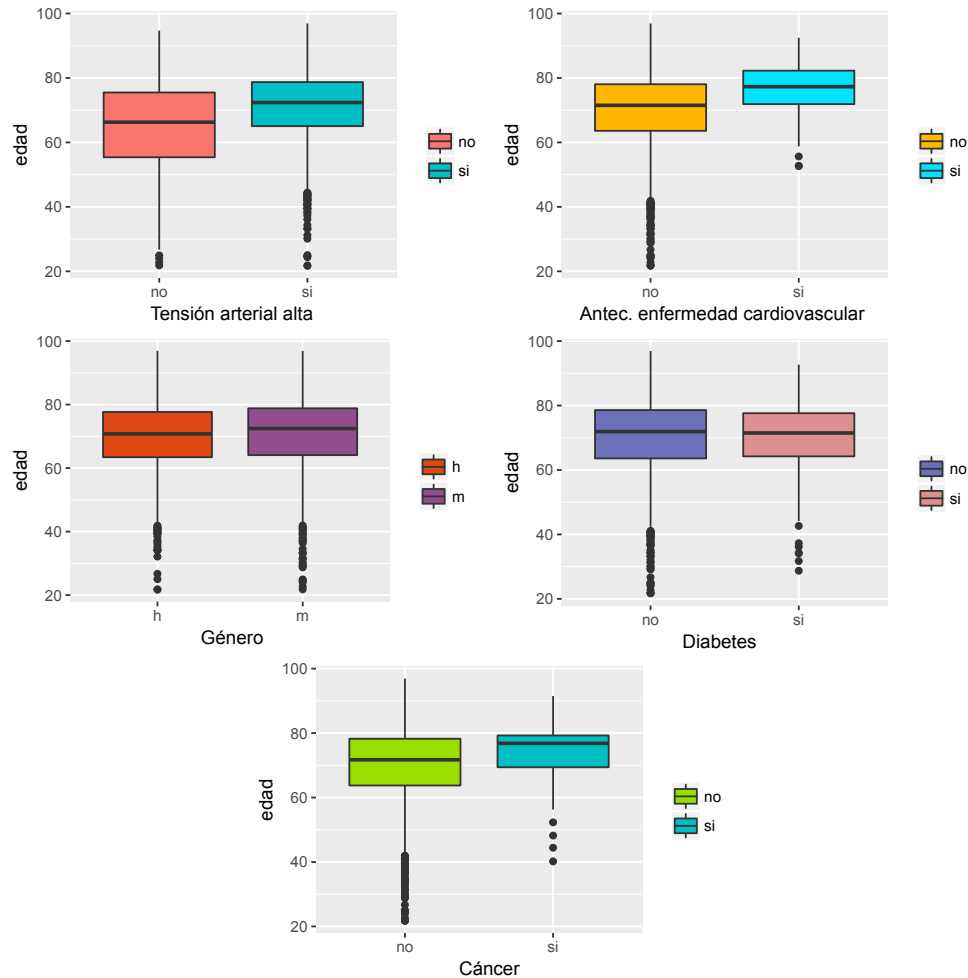 100
80
60
40
20
edad
no
si
Tensión arterial alta
no
si
100
80
60
40
20
edad
no
si
Antec. enfermedad cardiovascular
no
si
100
80
60
40
20
edad
h
m
Género
h
m
100
80
60
40
20
edad
no
si
Diabetes
no
si
100
80
60
40
20
edad
no
si
Cáncer
no
si